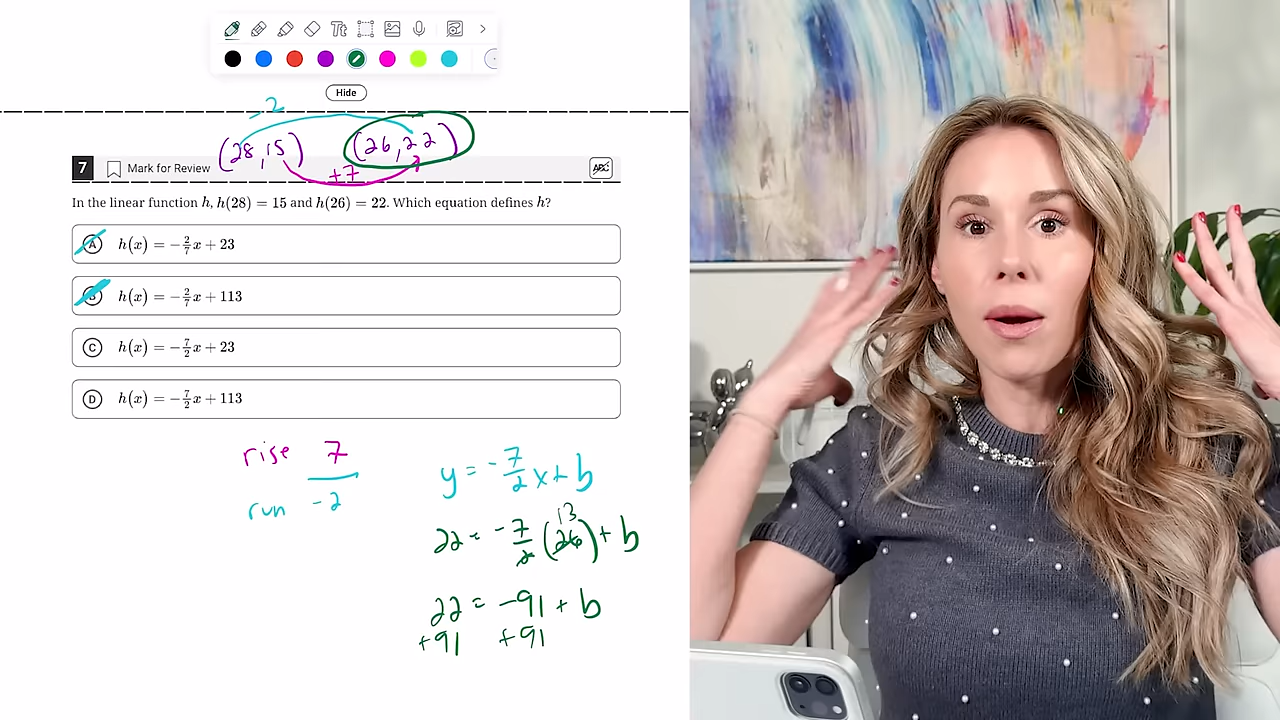 Tt
Hide
-2
(28,15) (26,22)
+7
7 Mark for Review ABC
In the linear function h, h(28) = 15 and h(26) = 22. Which equation defines h?
A h(x) = −2/7x + 23
B h(x) = −2/7x + 113
C h(x) = −7/2x + 23
D h(x) = −7/2x + 113
rise 7
run -2
y = -7/2x + b
13
22 = -7/2(26) + b
22 = -91 + b
+91 +91